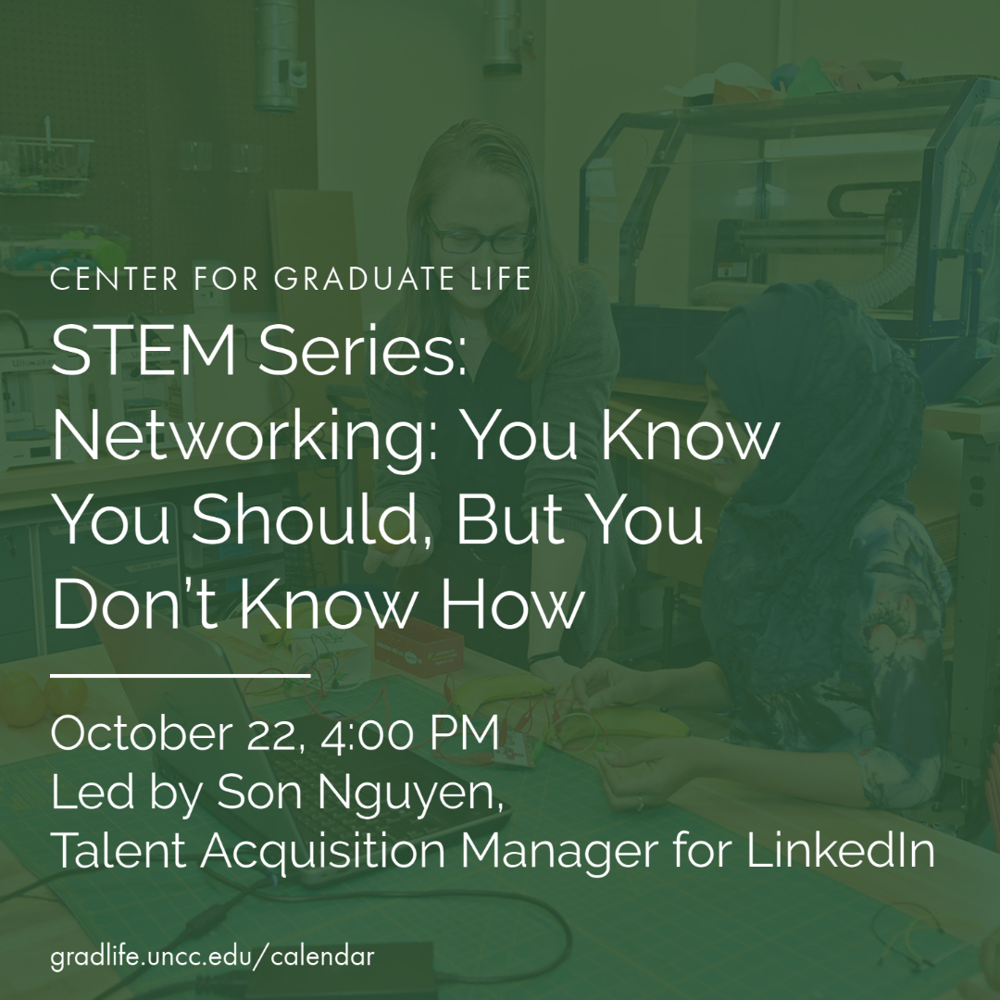 CENTER FOR GRADUATE LIFE
STEM Series:
Networking: You Know
You Should, But You
Don’t Know How
October 22, 4:00 PM
Led by Son Nguyen,
Talent Acquisition Manager for LinkedIn
gradlife.uncc.edu/calendar